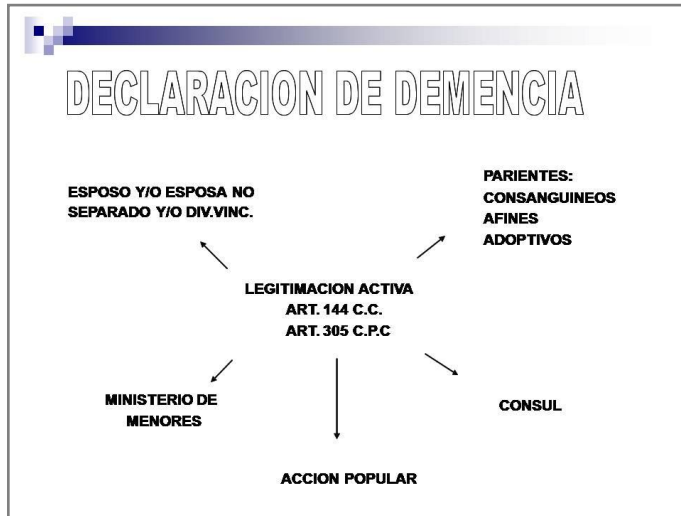 DECLARACION DE DEMENCIA
ESPOSO Y/O ESPOSA NO
SEPARADO Y/O DIV.VINC.
PARIENTES:
CONSANGUINEOS
AFINES
ADOPTIVOS
LEGITIMACION ACTIVA
ART. 144 C.C.
ART. 305 C.P.C
MINISTERIO DE
MENORES
CONSUL
ACCION POPULAR